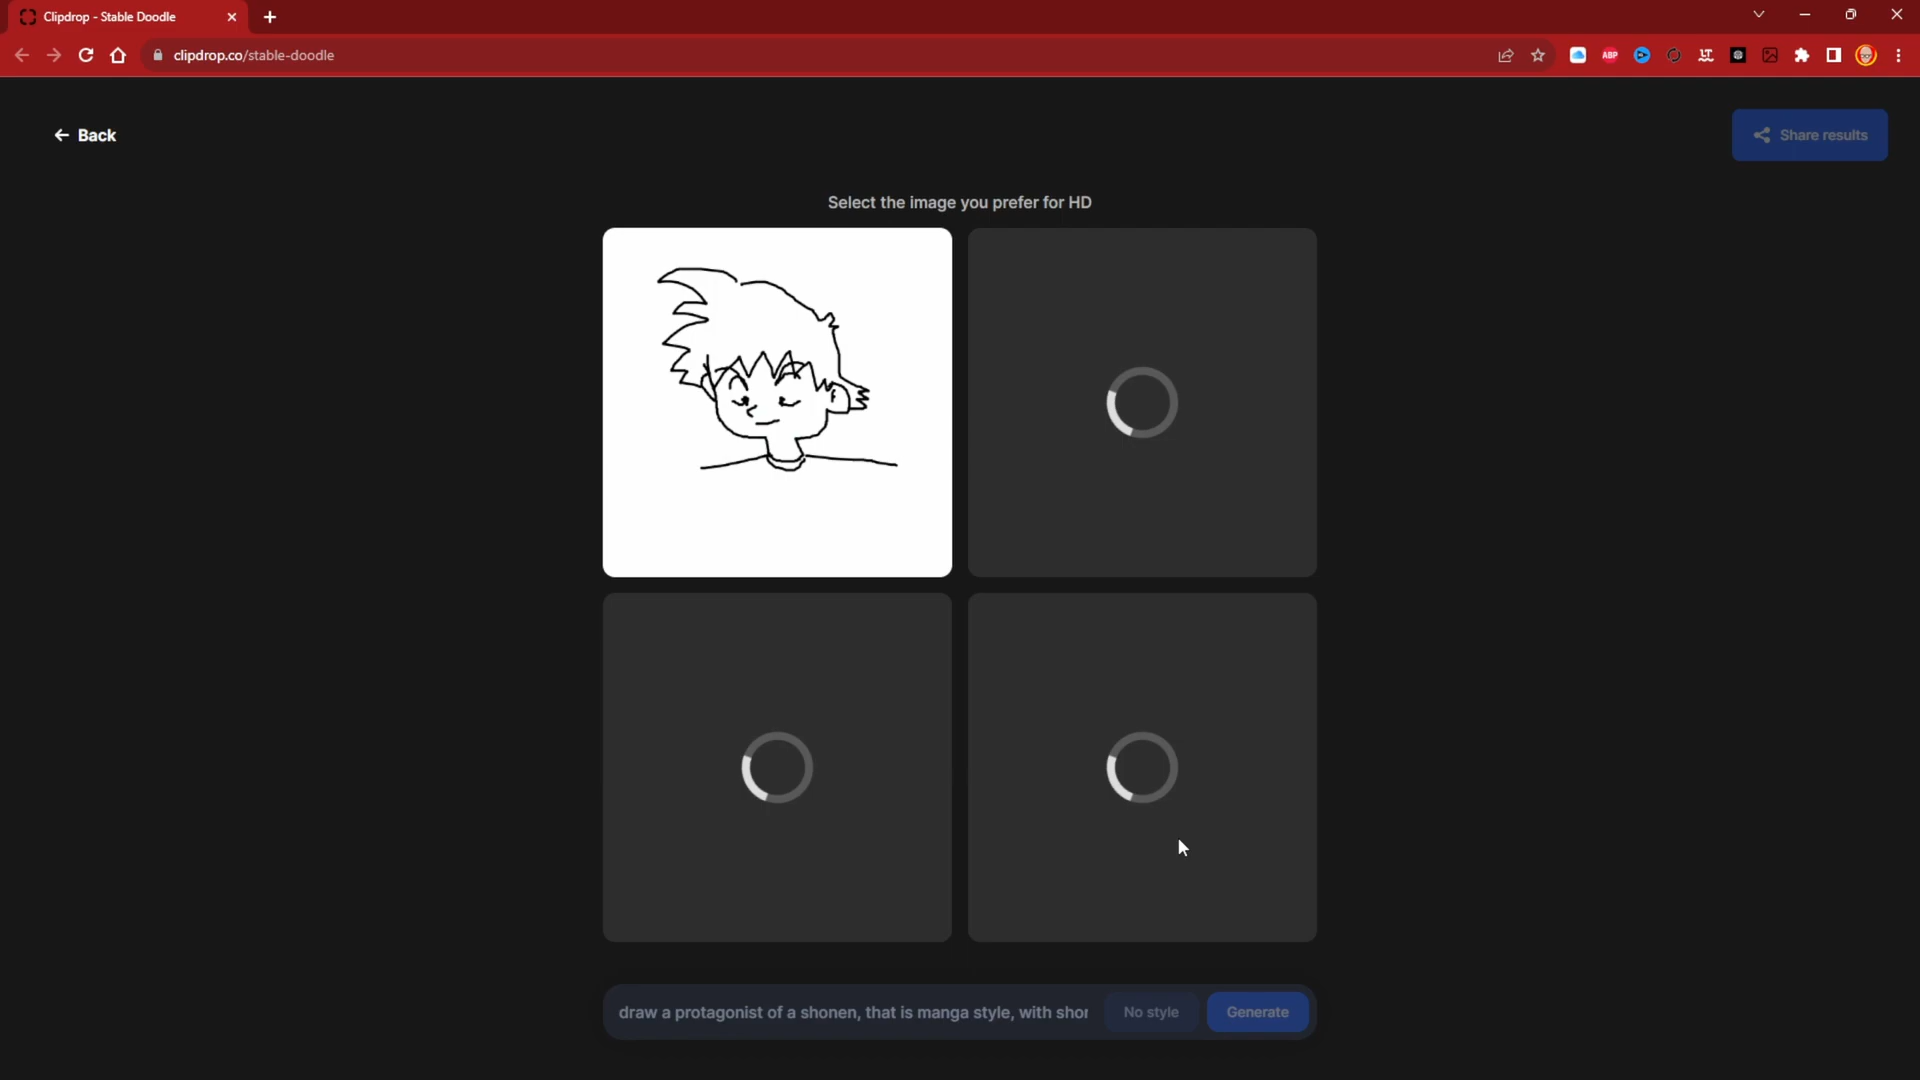 Clipdrop - Stable Doodle
clipdrop.co/stable-doodle
ABP
Back
Share results
Select the image you prefer for HD
draw a protagonist of a shonen, that is manga style, with shor
No style
Generate